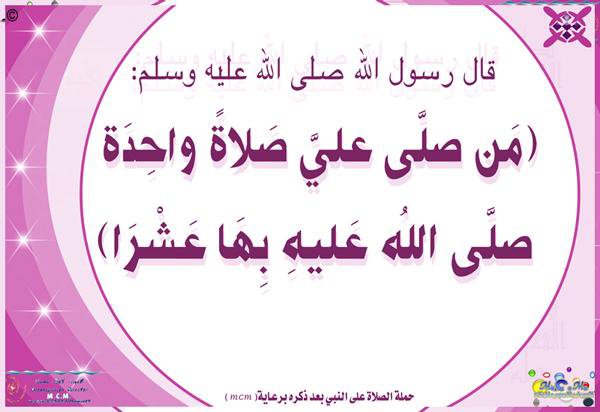 قال رسول الله صلى الله عليه وسلم:
(مَن صلَّى عليَّ صَلاةً واحِدَة
صلَّى اللهُ عَليهِ بِهَا عَشْرَا)
حملة الصلاة على النبي بعد ذكره برعاية (mcm)
M.C.M